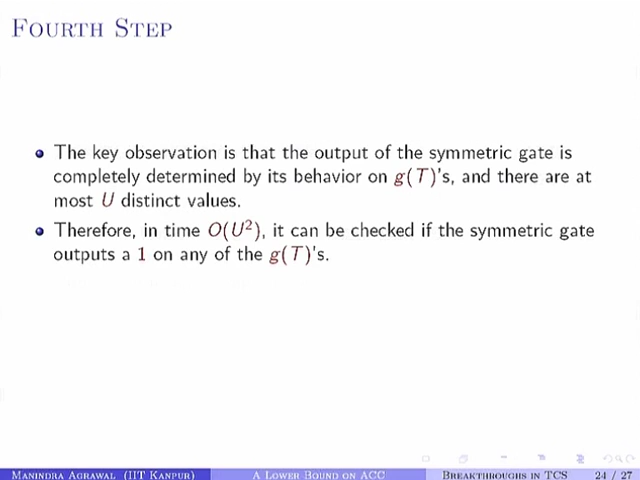 FOURTH STEP
The key observation is that the output of the symmetric gate is
completely determined by its behavior on g(T)'s, and there are at
most U distinct values.
Therefore, in time O(U²), it can be checked if the symmetric gate
outputs a 1 on any of the g(T)'s.
MANINDRA AGRAWAL (IIT KANPUR) A LOWER BOUND ON ACC BREAKTHROUGHS IN TCS 24 / 27